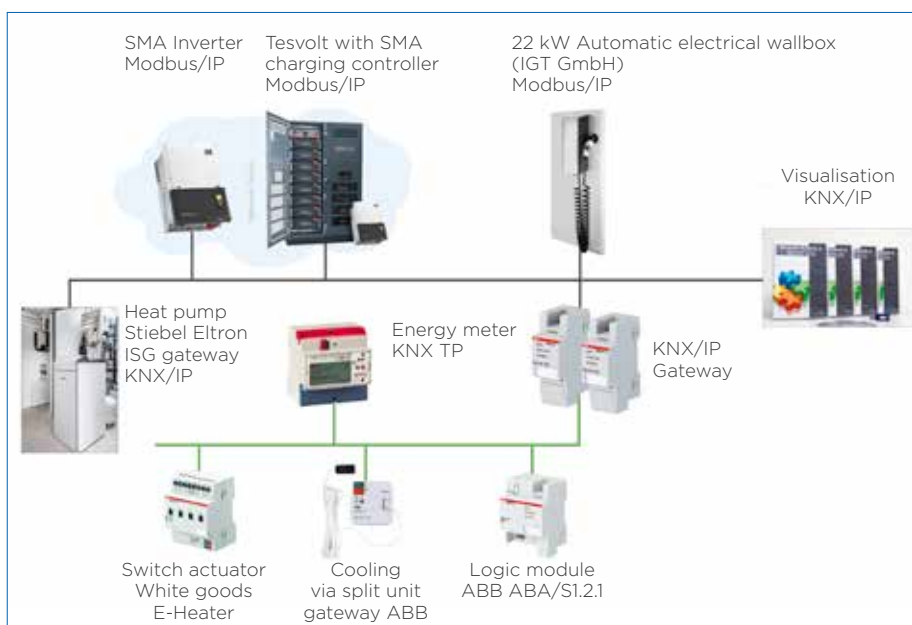 SMA Inverter
Modbus/IP
Tesvolt with SMA
charging controller
Modbus/IP
22 kW Automatic electrical wallbox
(IGT GmbH)
Modbus/IP
Visualisation
KNX/IP
Heat pump
Stiebel Eltron
ISG gateway
KNX/IP
Energy meter
KNX TP
KNX/IP
Gateway
Switch actuator
White goods
E-Heater
Cooling
via split unit
gateway ABB
Logic module
ABB ABA/S1.2.1